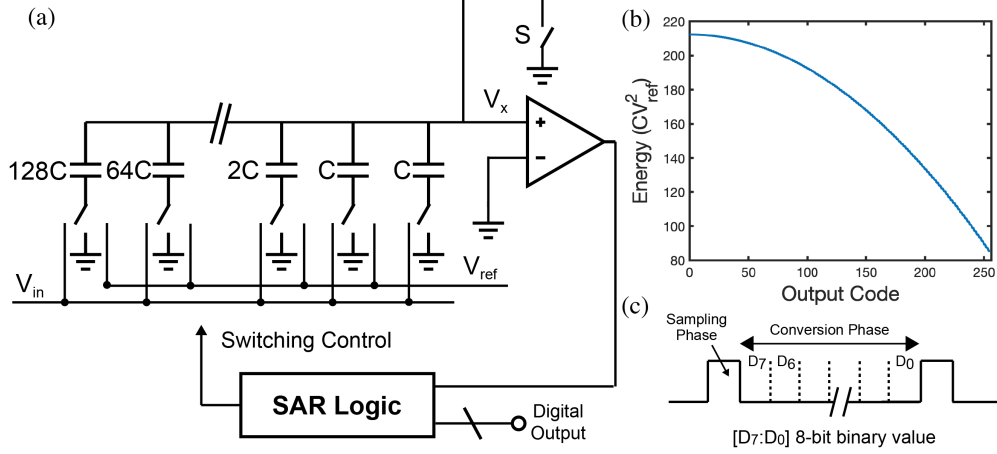 (a)
S
Vx
+
-
128C
64C
2C
C
C
Vref
Vin
Switching Control
SAR Logic
Digital
Output
(b)
220
200
180
160
140
120
100
80
Energy (CV²ref)
0
50
100
150
200
250
Output Code
(c)
Sampling
Phase
Conversion Phase
D7
D6
D0
[D7:D0] 8-bit binary value